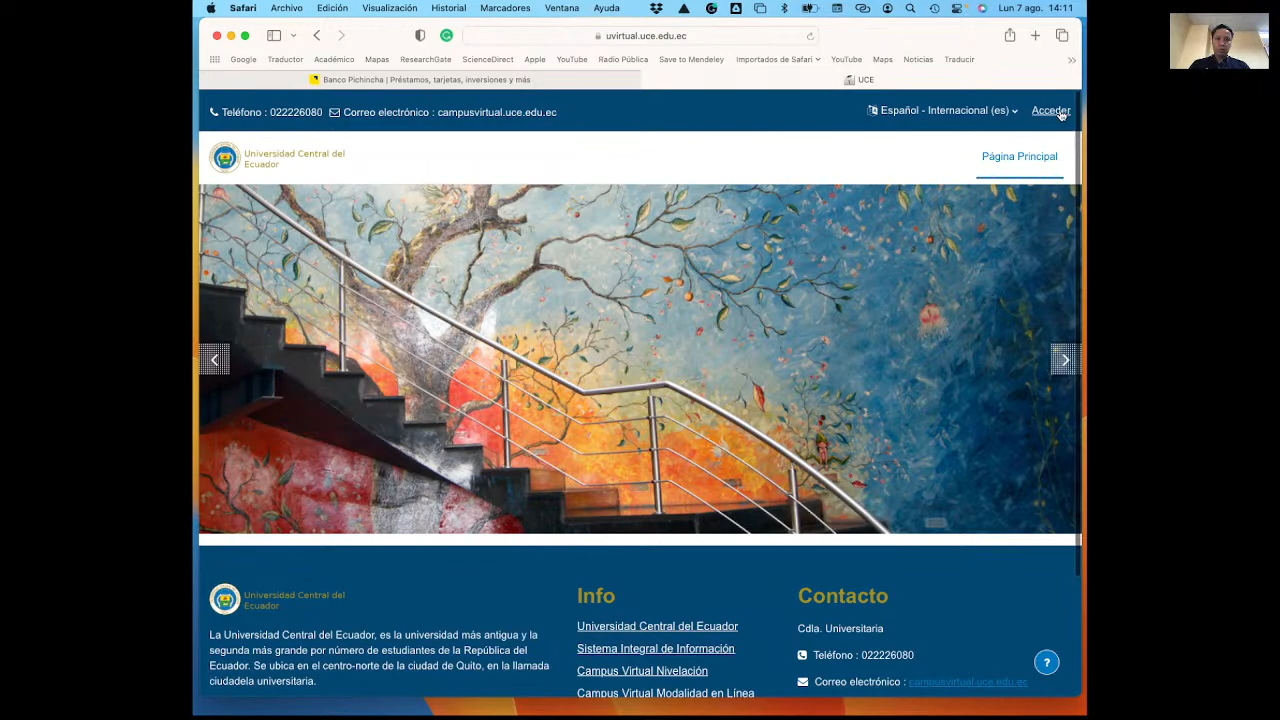 Safari Archivo Edición Visualización Historial Marcadores Ventana Ayuda Lun 7 ago. 14:11
uvirtual.uce.edu.ec
Google Traductor Académico Mapas ResearchGate ScienceDirect Apple YouTube Radio Pública Save to Mendeley Importados de Safari YouTube Maps Noticias Traducir
Banco Pichincha | Préstamos, tarjetas, inversiones y más UCE
Teléfono : 022226080 Correo electrónico : campusvirtual.uce.edu.ec Español - Internacional (es) Acceder
Universidad Central del
Ecuador
Página Principal
Universidad Central del
Ecuador
La Universidad Central del Ecuador, es la universidad más antigua y la
segunda más grande por número de estudiantes de la República del
Ecuador. Se ubica en el centro-norte de la ciudad de Quito, en la llamada
ciudadela universitaria.
Info
Universidad Central del Ecuador
Sistema Integral de Información
Campus Virtual Nivelación
Campus Virtual Modalidad en Línea
Contacto
Cdla. Universitaria
Teléfono : 022226080
Correo electrónico : campusvirtual.uce.edu.ec
?